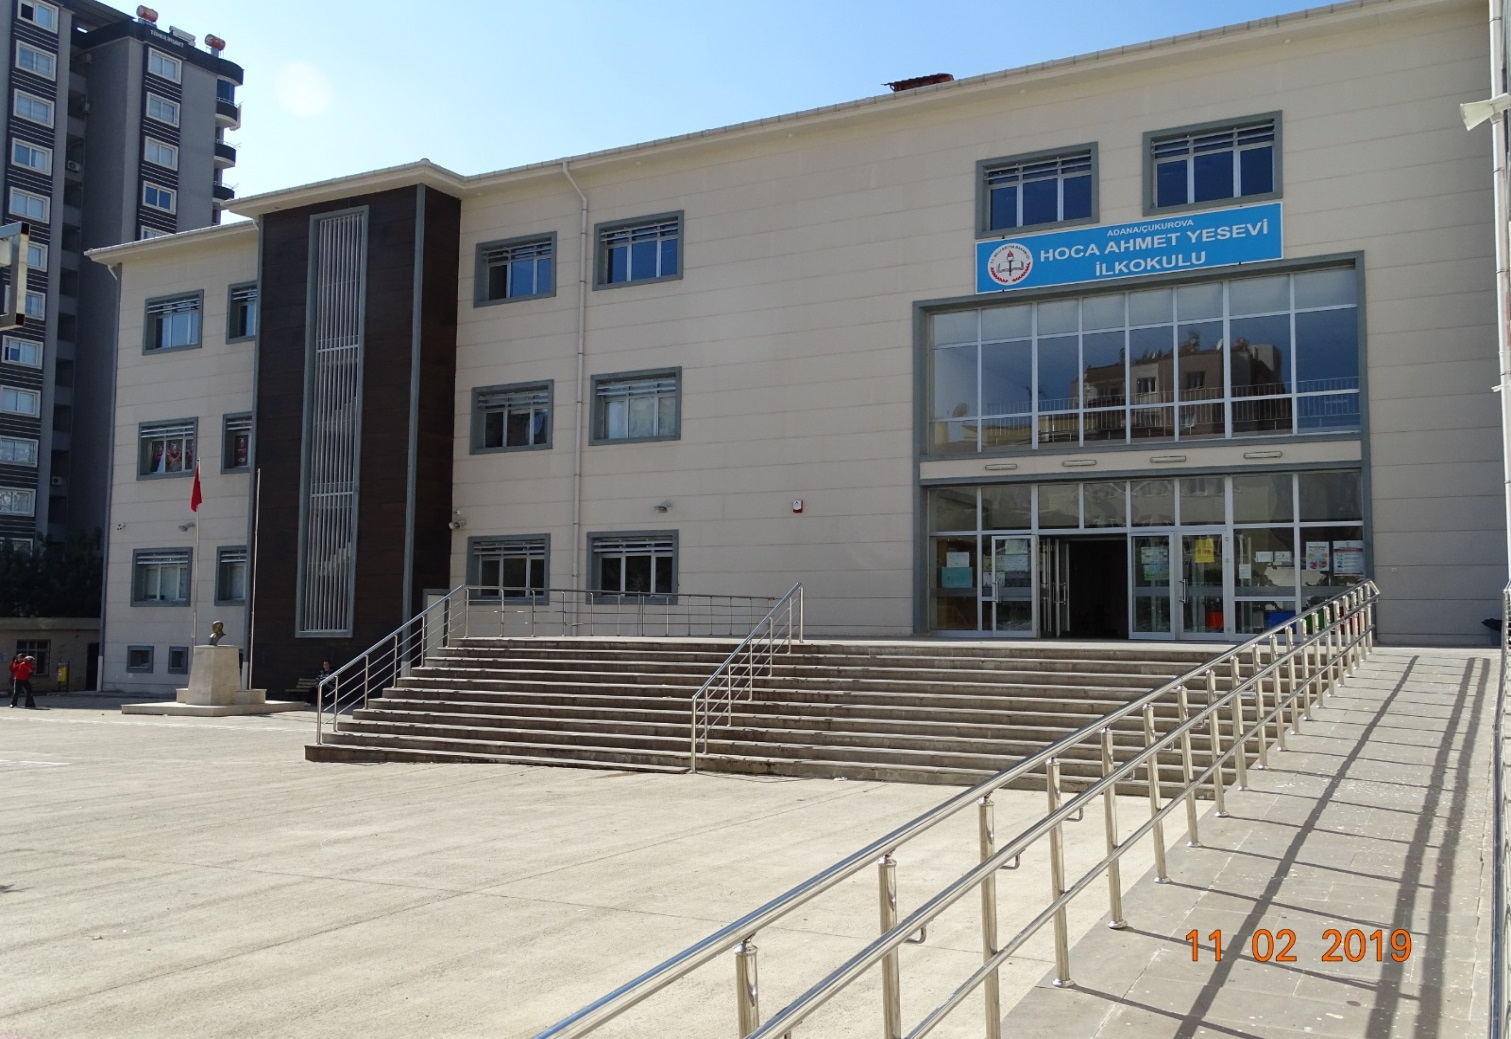 ADANA/ÇUKUROVA
HOCA AHMET YESEVİ
İLKOKULU
11 02 2019